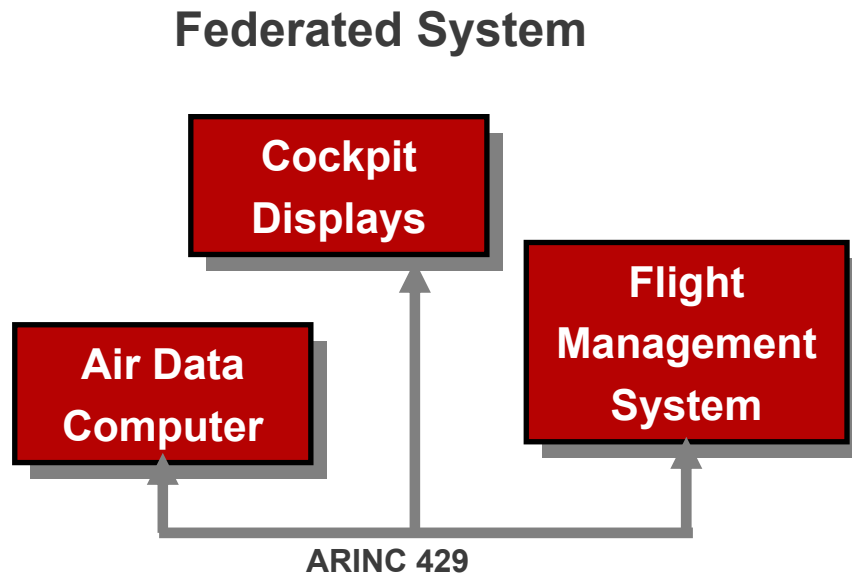 Federated System
Cockpit
Displays
Flight
Management
System
Air Data
Computer
ARINC 429